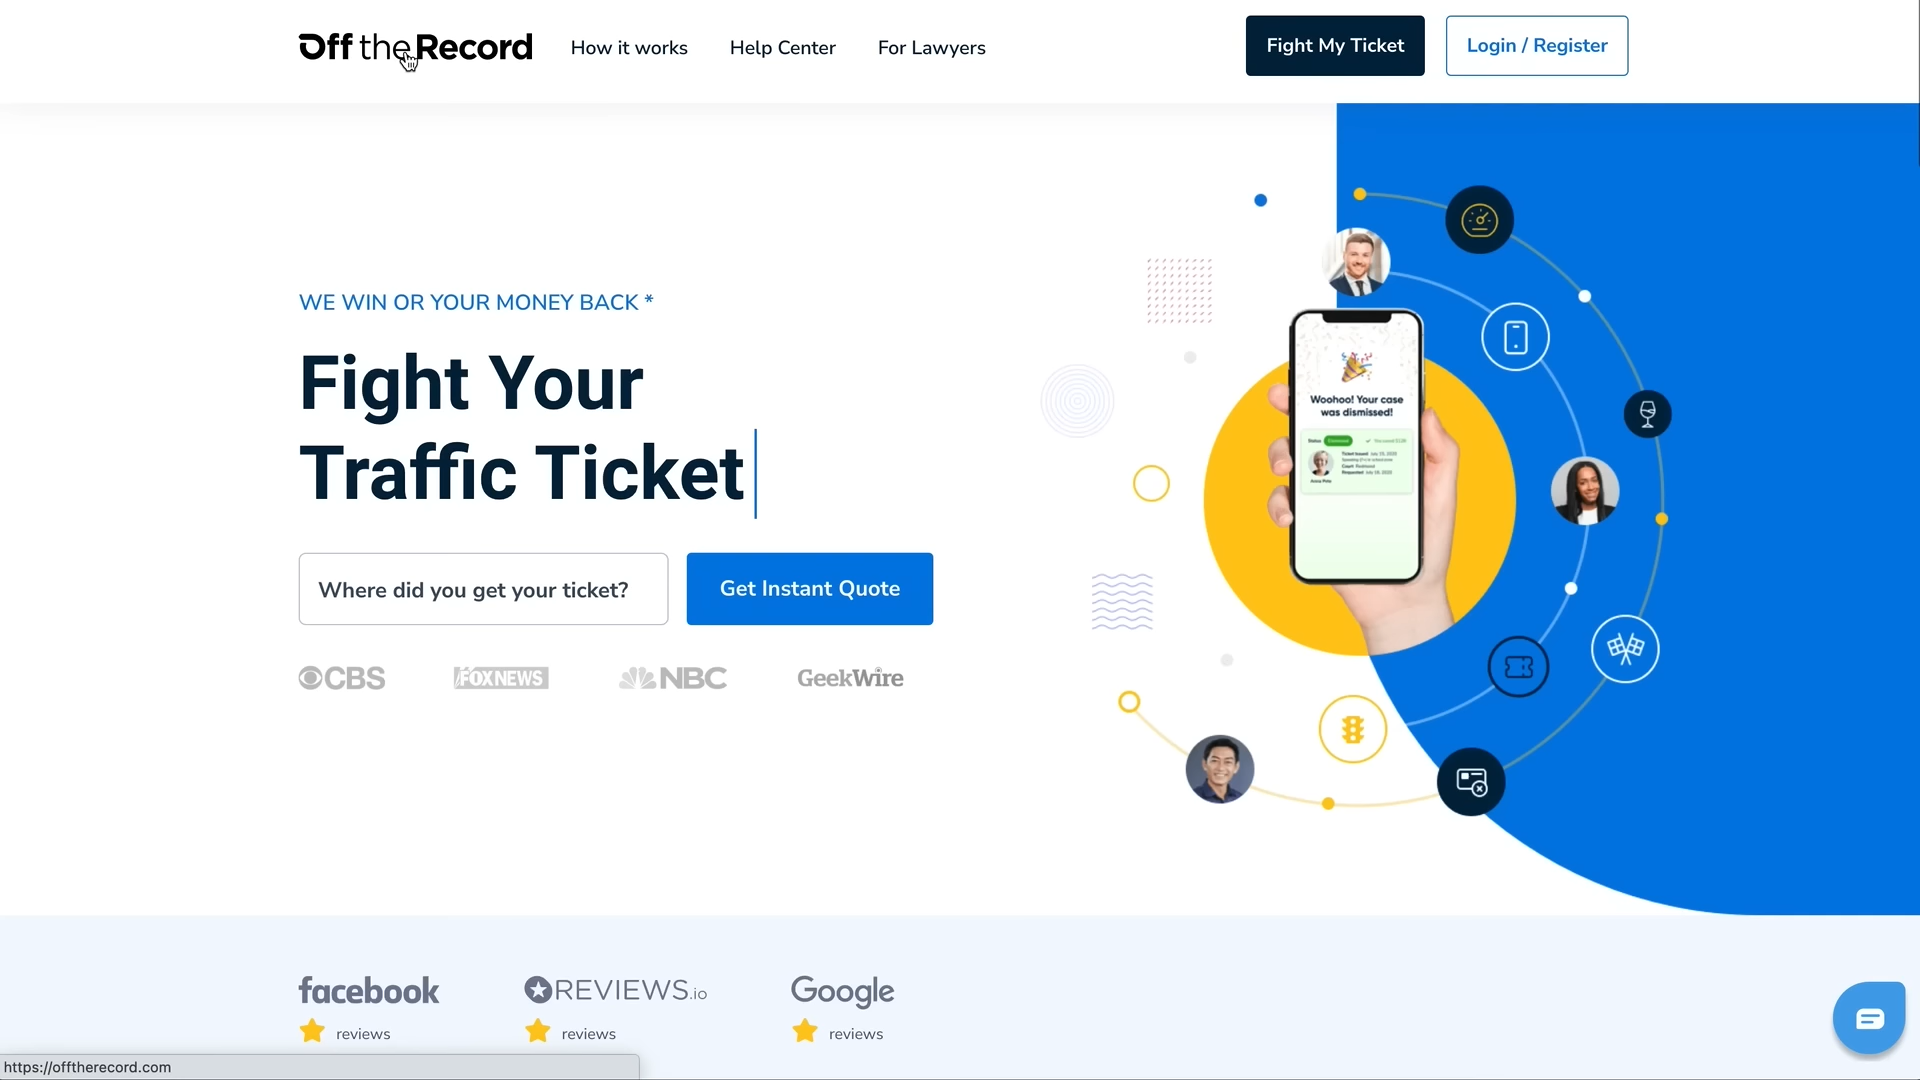 Off the Record
How it works
Help Center
For Lawyers
Fight My Ticket
Login / Register
WE WIN OR YOUR MONEY BACK *
Fight Your
Traffic Ticket
Where did you get your ticket?
Get Instant Quote
CBS
FOX NEWS
NBC
GeekWire
Woohoo! Your case
was dismissed!
facebook
REVIEWS.io
Google
reviews
reviews
reviews
https://offtherecord.com